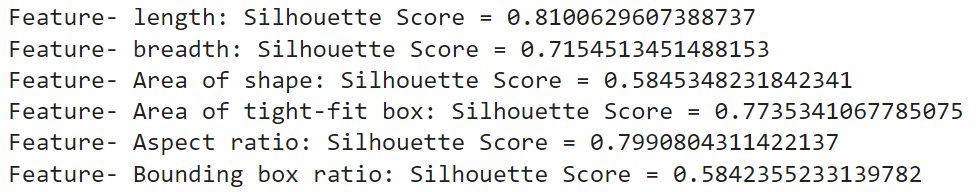 Feature- length: Silhouette Score = 0.8100629607388737
Feature- breadth: Silhouette Score = 0.7154513451488153
Feature- Area of shape: Silhouette Score = 0.5845348231842341
Feature- Area of tight-fit box: Silhouette Score = 0.7735341067785075
Feature- Aspect ratio: Silhouette Score = 0.7990804311422137
Feature- Bounding box ratio: Silhouette Score = 0.5842355233139782